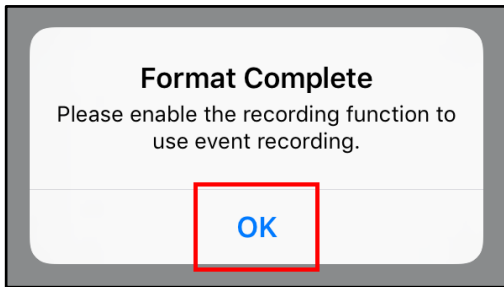 Format Complete
Please enable the recording function to
use event recording.
OK